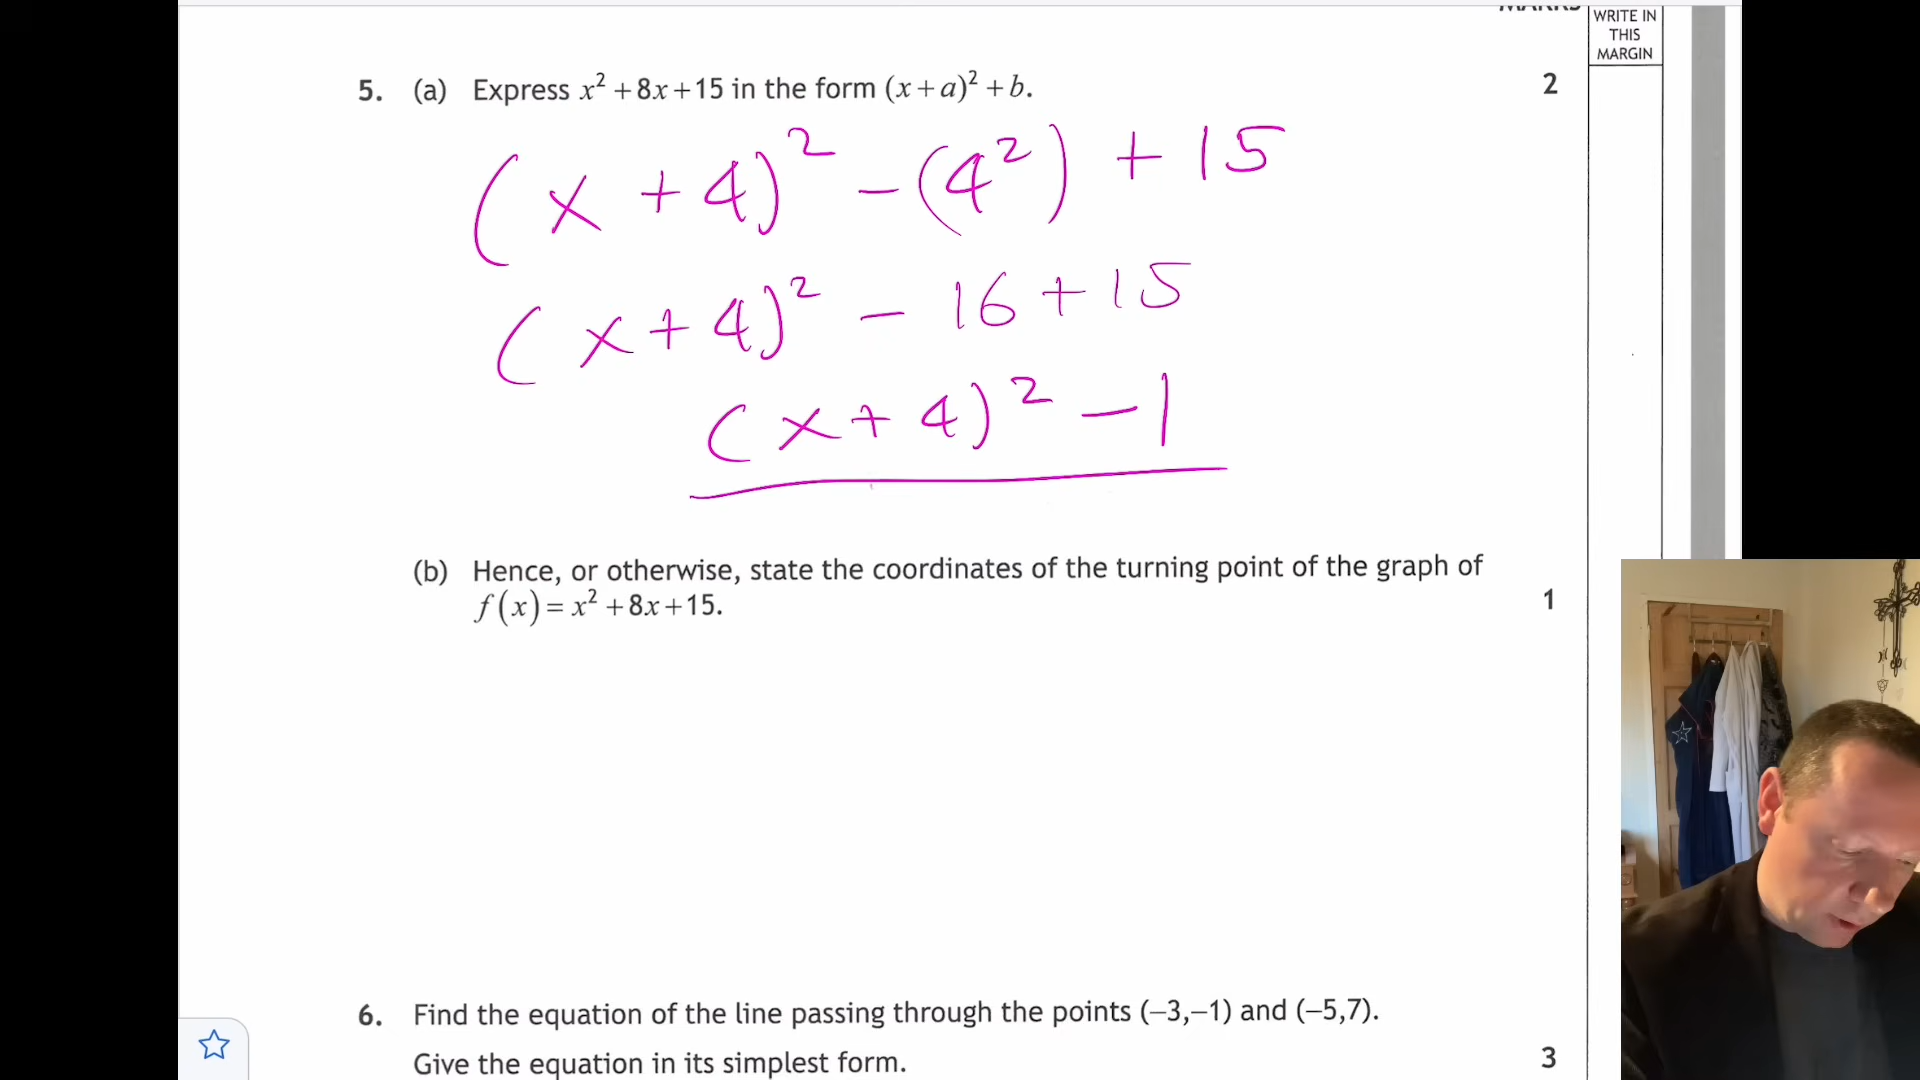 WRITE IN
THIS
MARGIN
5. (a) Express x² + 8x + 15 in the form (x + a)² + b. 2
(x + 4)² - (4²) + 15
(x + 4)² - 16 + 15
(x + 4)² - 1
(b) Hence, or otherwise, state the coordinates of the turning point of the graph of
f(x) = x² + 8x + 15. 1
6. Find the equation of the line passing through the points (−3,−1) and (−5,7).
Give the equation in its simplest form. 3